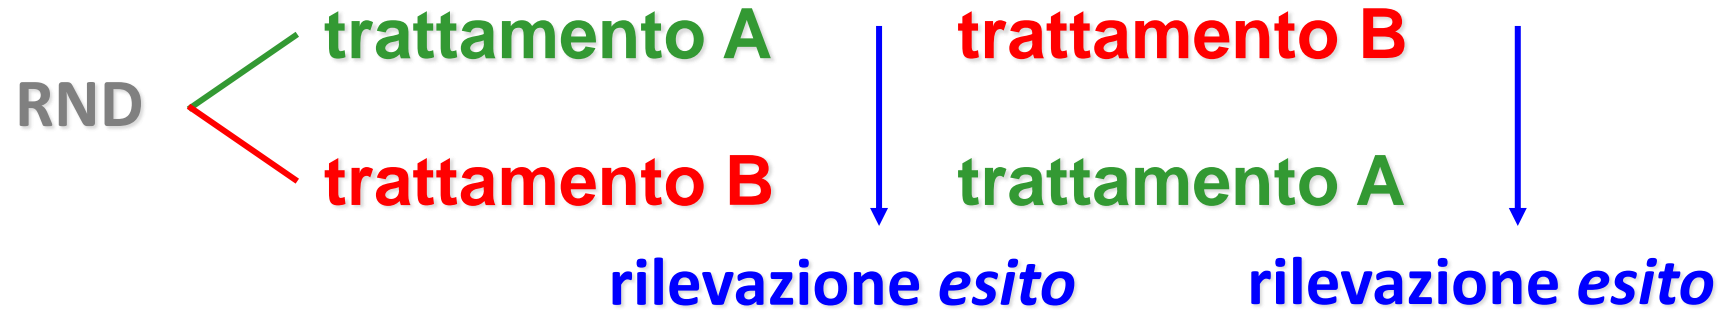 trattamento A trattamento B
RND
trattamento B trattamento A
rilevazione esito rilevazione esito